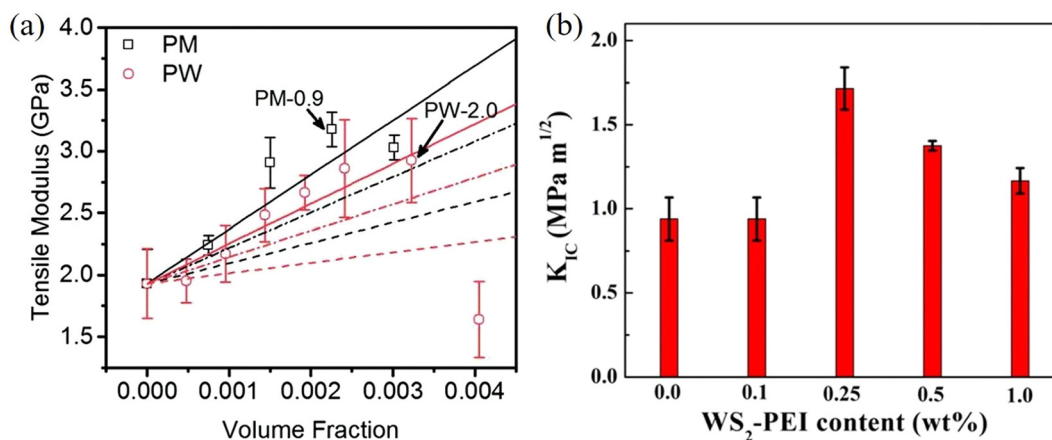 (a)
PM
PW
PM-0.9
PW-2.0
Tensile Modulus (GPa)
4.0
3.5
3.0
2.5
2.0
1.5
0.000 0.001 0.002 0.003 0.004
Volume Fraction
(b)
K_IC (MPa m^1/2)
2.0
1.5
1.0
0.5
0.0
0.0 0.1 0.25 0.5 1.0
WS₂-PEI content (wt%)